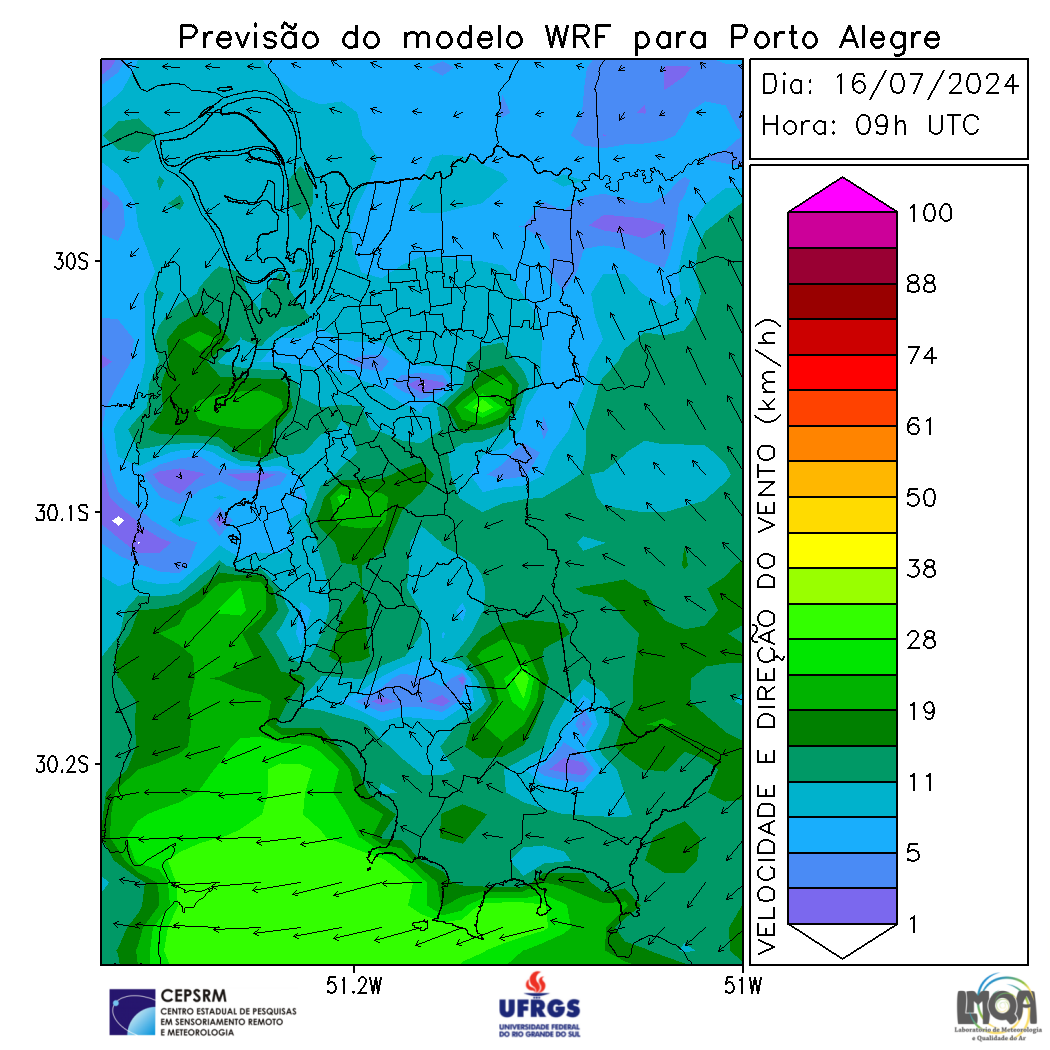 Previsão do modelo WRF para Porto Alegre
Dia: 16/07/2024
Hora: 09h UTC
30S
30.1S
30.2S
51.2W
51W
VELOCIDADE E DIREÇÃO DO VENTO (km/h)
100
88
74
61
50
38
28
19
11
5
1
CEPSRM
CENTRO ESTADUAL DE PESQUISAS
EM SENSORIAMENTO REMOTO
E METEOROLOGIA
UFRGS
UNIVERSIDADE FEDERAL
DO RIO GRANDE DO SUL
LMQA
Laboratório de Meteorologia
e Qualidade do Ar